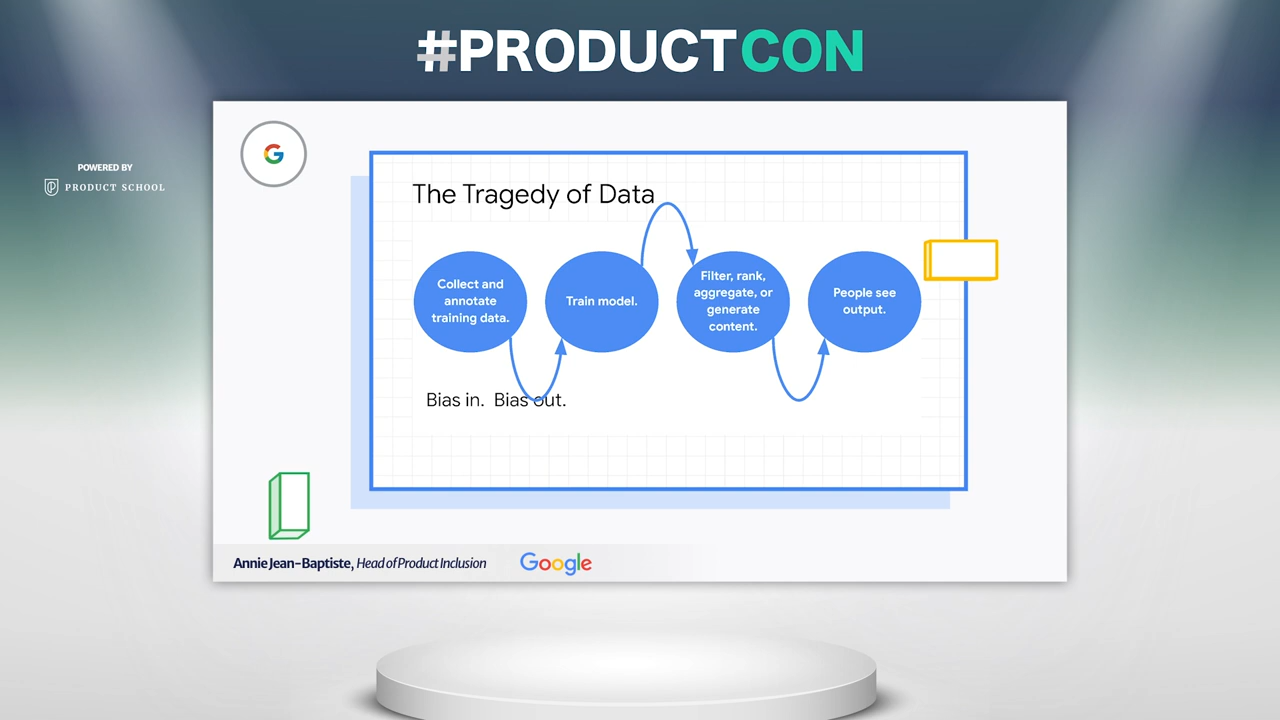 #PRODUCTCON
POWERED BY
PRODUCT SCHOOL
G
The Tragedy of Data
Collect and
annotate
training data.
Train model.
Filter, rank,
aggregate, or
generate
content.
People see
output.
Bias in.  Bias out.
Annie Jean-Baptiste, Head of Product Inclusion
Google